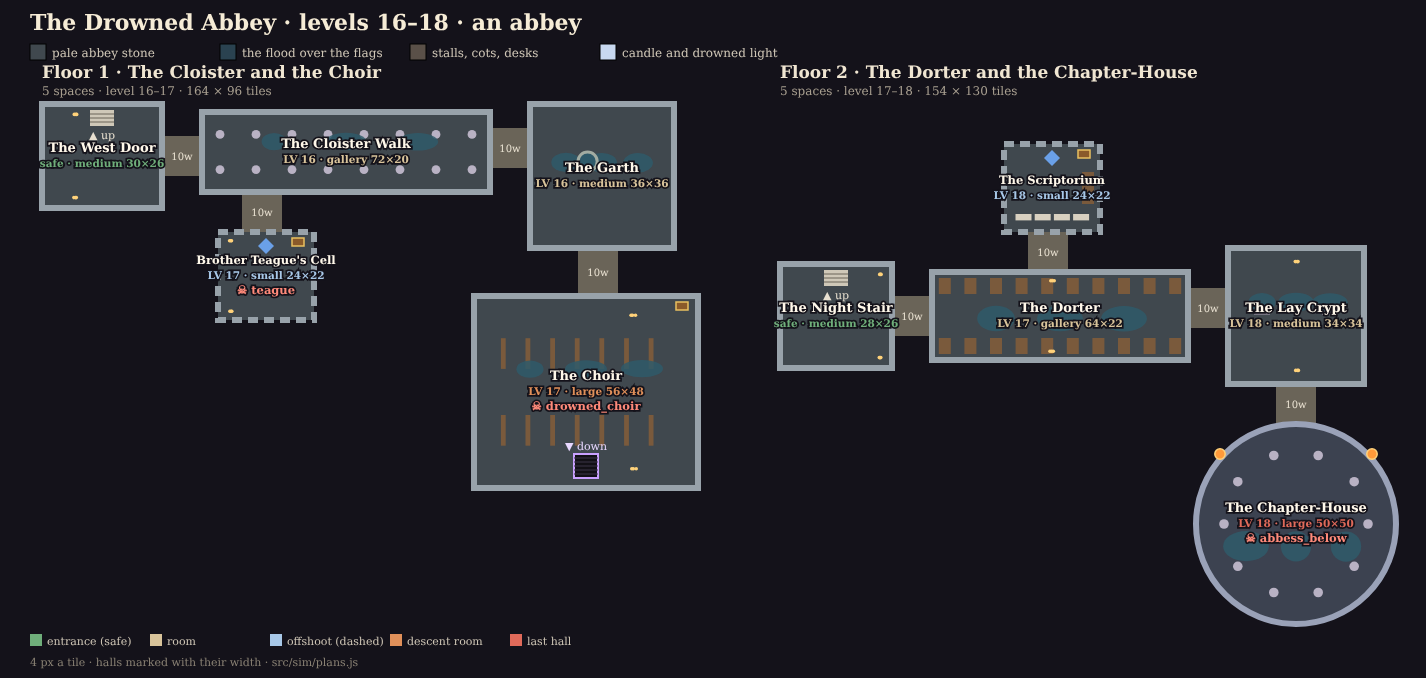 The Drowned Abbey · levels 16–18 · an abbey
pale abbey stone
the flood over the flags
stalls, cots, desks
candle and drowned light
Floor 1 · The Cloister and the Choir
5 spaces · level 16–17 · 164 × 96 tiles
▲ up
The West Door
safe · medium 30×26
10w
The Cloister Walk
LV 16 · gallery 72×20
10w
The Garth
LV 16 · medium 36×36
10w
Brother Teague's Cell
LV 17 · small 24×22
☠ teague
10w
The Choir
LV 17 · large 56×48
☠ drowned_choir
▼ down
Floor 2 · The Dorter and the Chapter-House
5 spaces · level 17–18 · 154 × 130 tiles
The Scriptorium
LV 18 · small 24×22
10w
▲ up
The Night Stair
safe · medium 28×26
10w
The Dorter
LV 17 · gallery 64×22
10w
The Lay Crypt
LV 18 · medium 34×34
10w
The Chapter-House
LV 18 · large 50×50
☠ abbess_below
entrance (safe)
room
offshoot (dashed)
descent room
last hall
4 px a tile · halls marked with their width · src/sim/plans.js